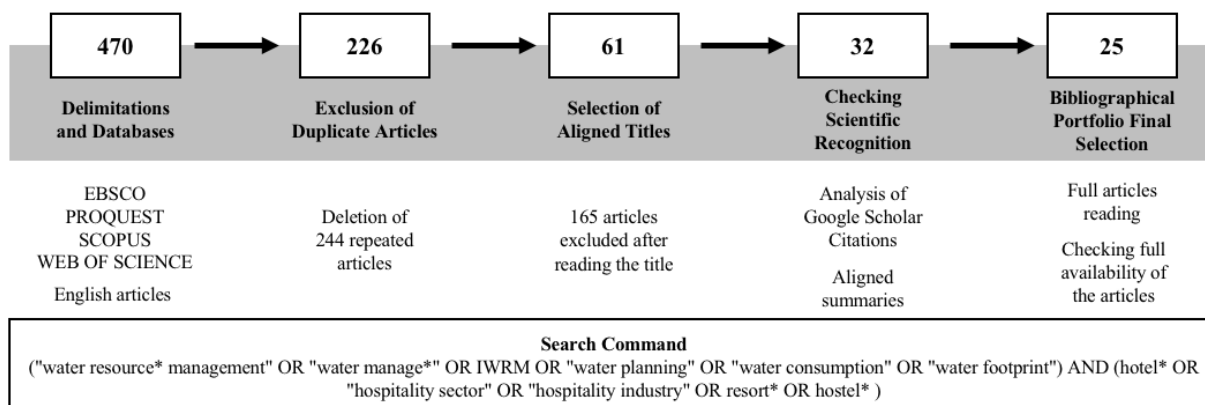 470
226
61
32
25
Delimitations
and Databases
Exclusion of
Duplicate Articles
Selection of
Aligned Titles
Checking
Scientific
Recognition
Bibliographical
Portfolio Final
Selection
EBSCO
PROQUEST
SCOPUS
WEB OF SCIENCE
English articles
Deletion of
244 repeated
articles
165 articles
excluded after
reading the title
Analysis of
Google Scholar
Citations
Aligned
summaries
Full articles
reading
Checking full
availability of
the articles
Search Command
("water resource* management" OR "water manage*" OR IWRM OR "water planning" OR "water consumption" OR "water footprint") AND (hotel* OR
"hospitality sector" OR "hospitality industry" OR resort* OR hostel* )